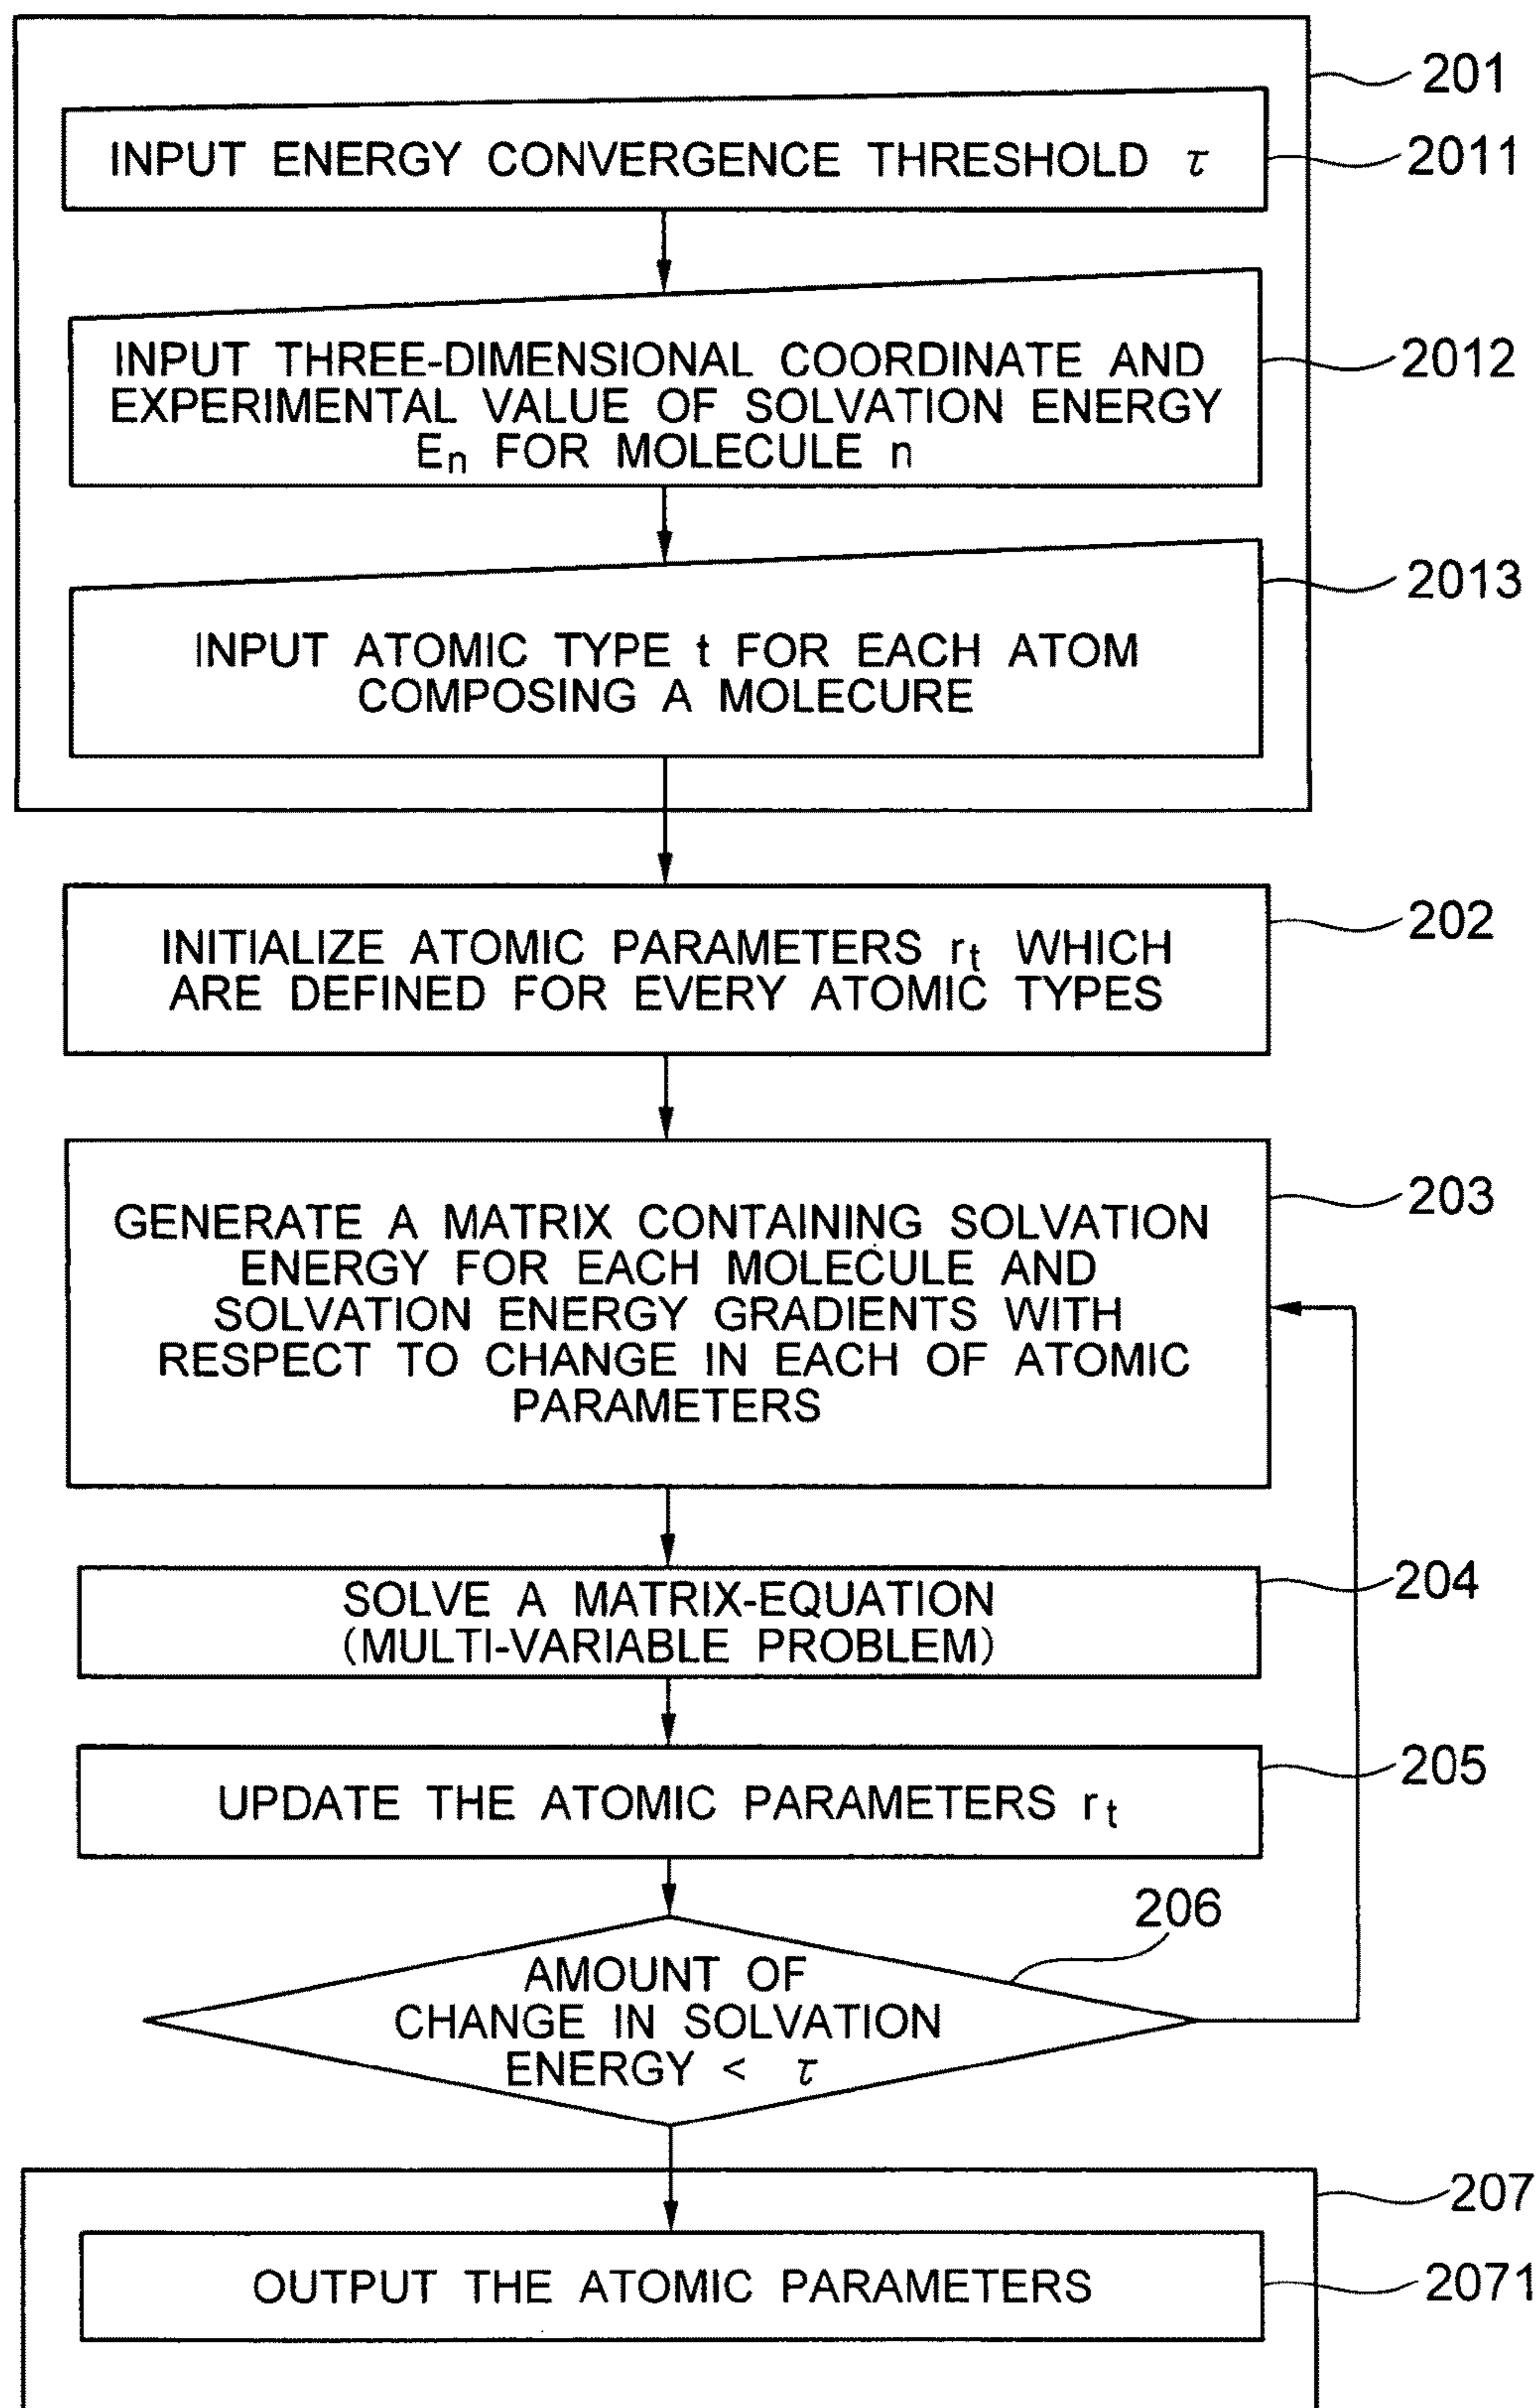 201
INPUT ENERGY CONVERGENCE THRESHOLD τ
2011
INPUT THREE-DIMENSIONAL COORDINATE AND
EXPERIMENTAL VALUE OF SOLVATION ENERGY
En FOR MOLECULE n
2012
INPUT ATOMIC TYPE t FOR EACH ATOM
COMPOSING A MOLECURE
2013
INITIALIZE ATOMIC PARAMETERS rt WHICH
ARE DEFINED FOR EVERY ATOMIC TYPES
202
GENERATE A MATRIX CONTAINING SOLVATION
ENERGY FOR EACH MOLECULE AND
SOLVATION ENERGY GRADIENTS WITH
RESPECT TO CHANGE IN EACH OF ATOMIC
PARAMETERS
203
SOLVE A MATRIX-EQUATION
(MULTI-VARIABLE PROBLEM)
204
UPDATE THE ATOMIC PARAMETERS rt
205
AMOUNT OF
CHANGE IN SOLVATION
ENERGY < τ
206
207
OUTPUT THE ATOMIC PARAMETERS
2071